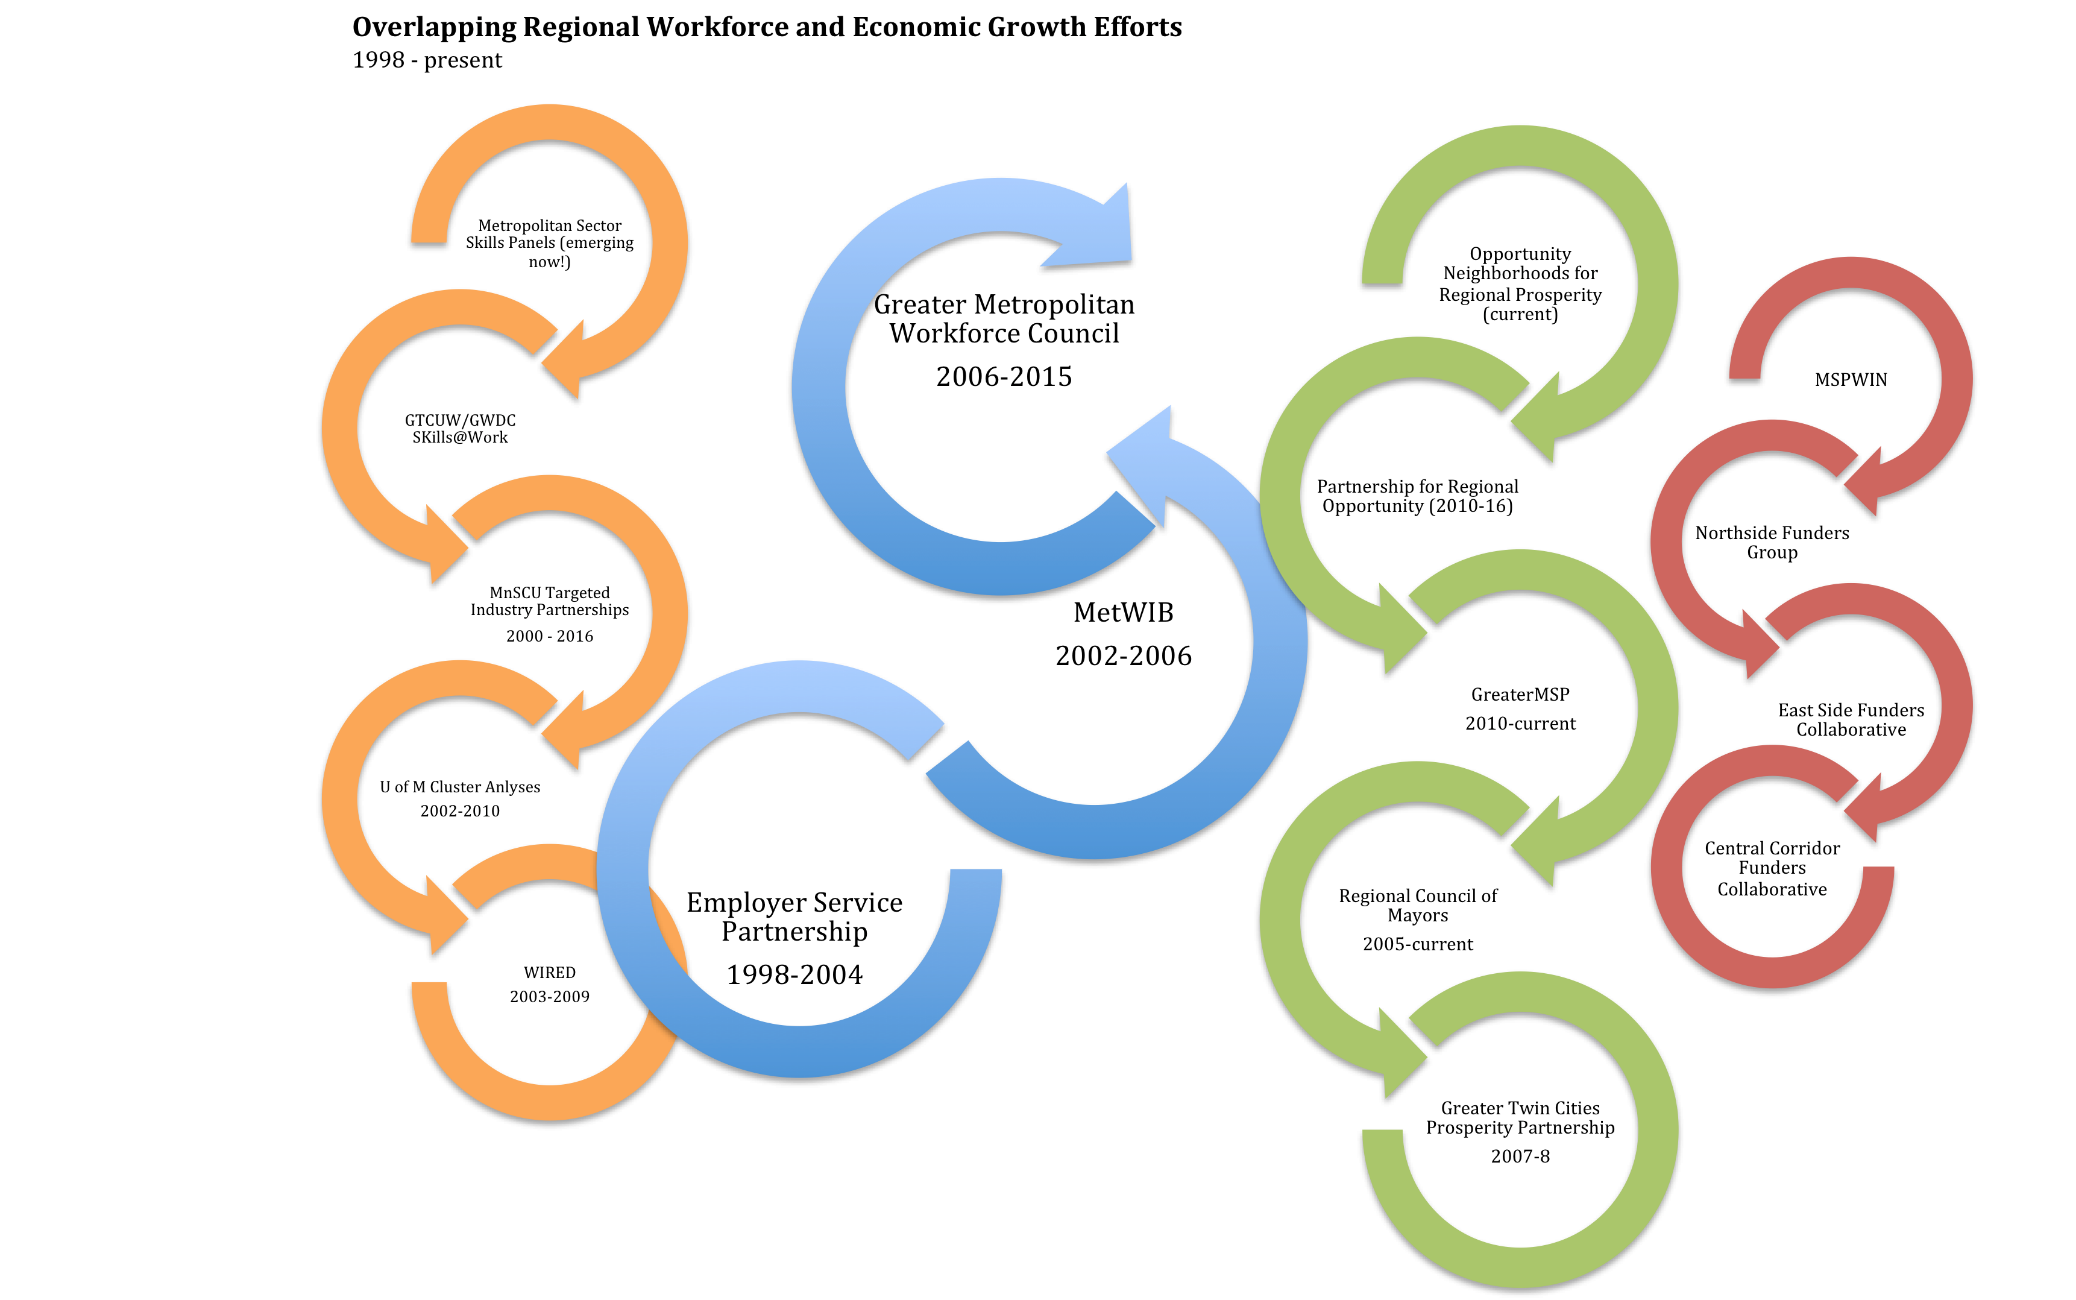 Overlapping Regional Workforce and Economic Growth Efforts
1998 - present
Metropolitan Sector
Skills Panels (emerging
now!)
GTCUW/GWDC
SKills@Work
MnSCU Targeted
Industry Partnerships
2000 - 2016
U of M Cluster Anlyses
2002-2010
WIRED
2003-2009
Greater Metropolitan
Workforce Council
2006-2015
MetWIB
2002-2006
Employer Service
Partnership
1998-2004
Opportunity
Neighborhoods for
Regional Prosperity
(current)
Partnership for Regional
Opportunity (2010-16)
GreaterMSP
2010-current
Regional Council of
Mayors
2005-current
Greater Twin Cities
Prosperity Partnership
2007-8
MSPWIN
Northside Funders
Group
East Side Funders
Collaborative
Central Corridor
Funders
Collaborative